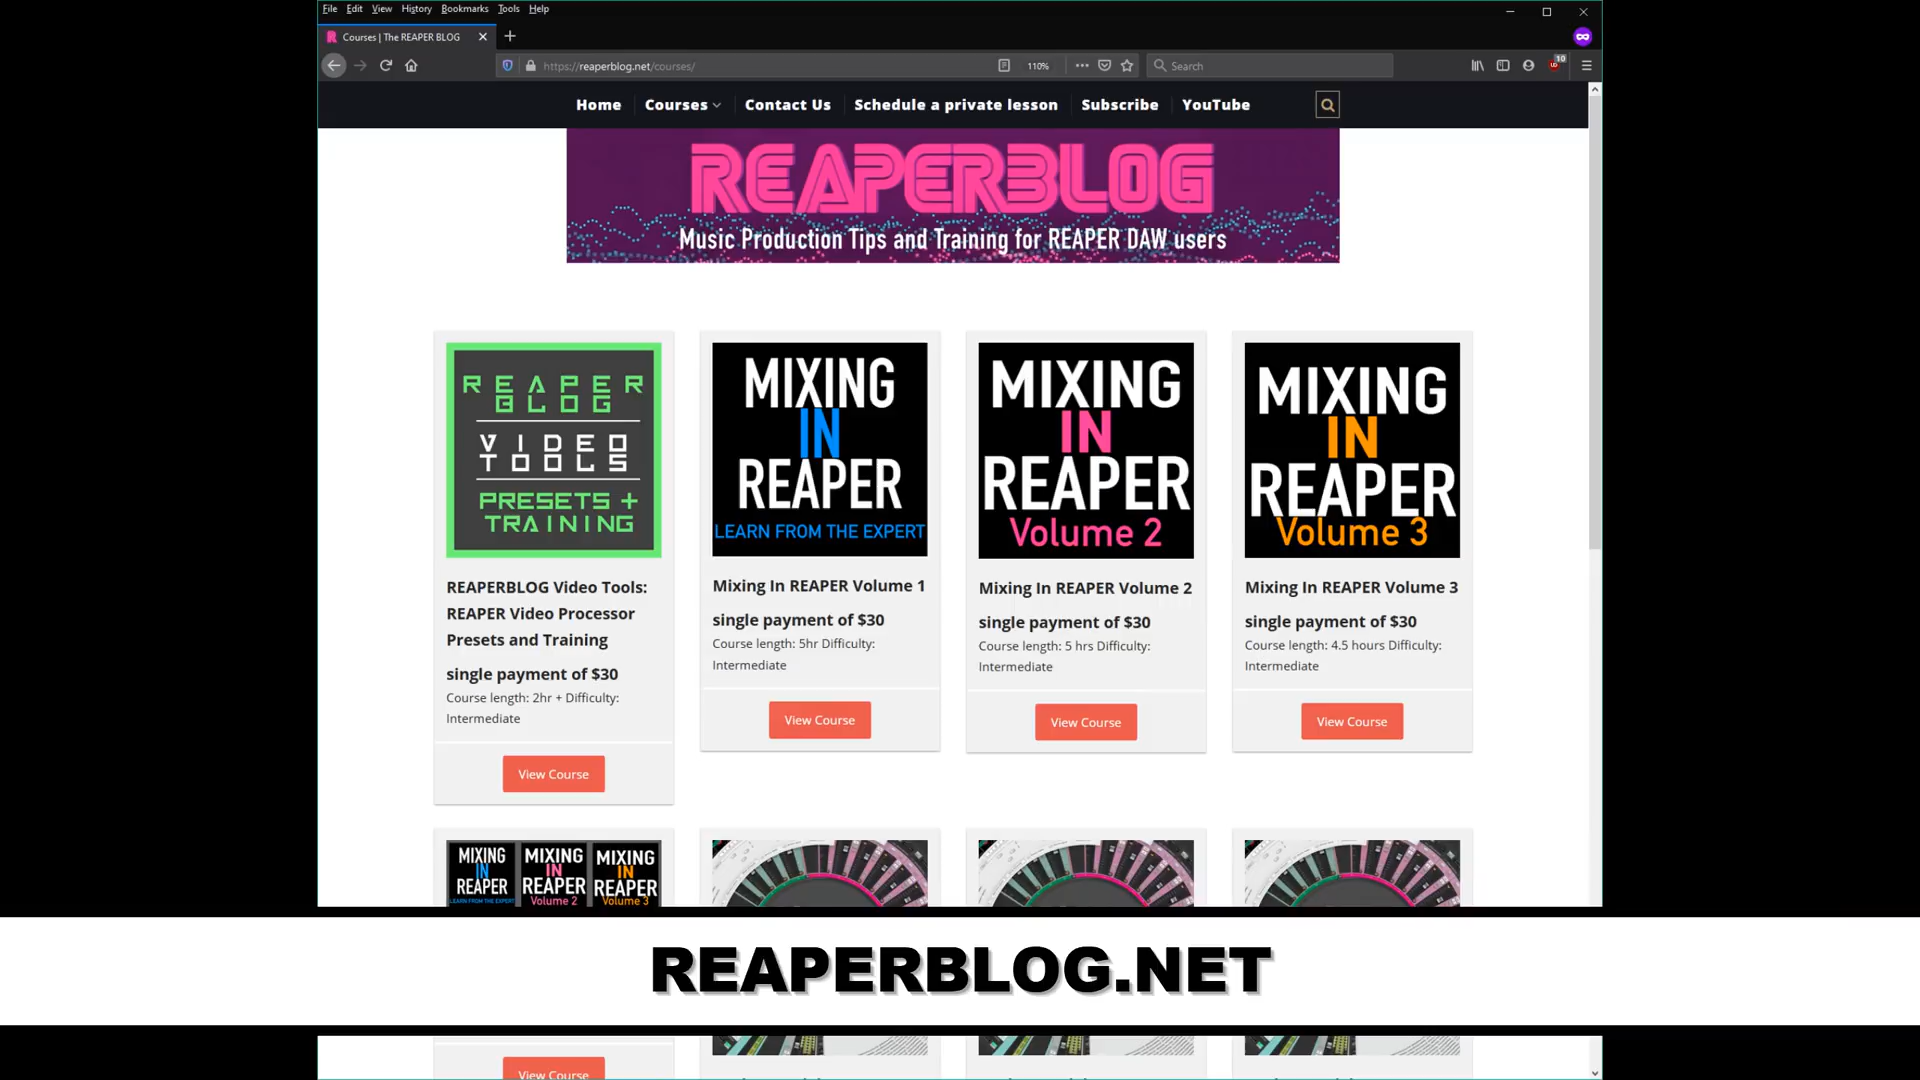 File Edit View History Bookmarks Tools Help
Courses | The REAPER BLOG
https://reaperblog.net/courses/
110%
Search
10
Home
Courses
Contact Us
Schedule a private lesson
Subscribe
YouTube
REAPERBLOG
Music Production Tips and Training for REAPER DAW users
REAPER
BLOG
VIDEO
TOOLS
PRESETS +
TRAINING
REAPERBLOG Video Tools:
REAPER Video Processor
Presets and Training
single payment of $30
Course length: 2hr + Difficulty:
Intermediate
View Course
MIXING
IN
REAPER
LEARN FROM THE EXPERT
Mixing In REAPER Volume 1
single payment of $30
Course length: 5hr Difficulty:
Intermediate
View Course
MIXING
IN
REAPER
Volume 2
Mixing In REAPER Volume 2
single payment of $30
Course length: 5 hrs Difficulty:
Intermediate
View Course
MIXING
IN
REAPER
Volume 3
Mixing In REAPER Volume 3
single payment of $30
Course length: 4.5 hours Difficulty:
Intermediate
View Course
MIXING
IN
REAPER
LEARN FROM THE EXPERT
MIXING
IN
REAPER
Volume 2
MIXING
IN
REAPER
Volume 3
REAPERBLOG.NET
View Course